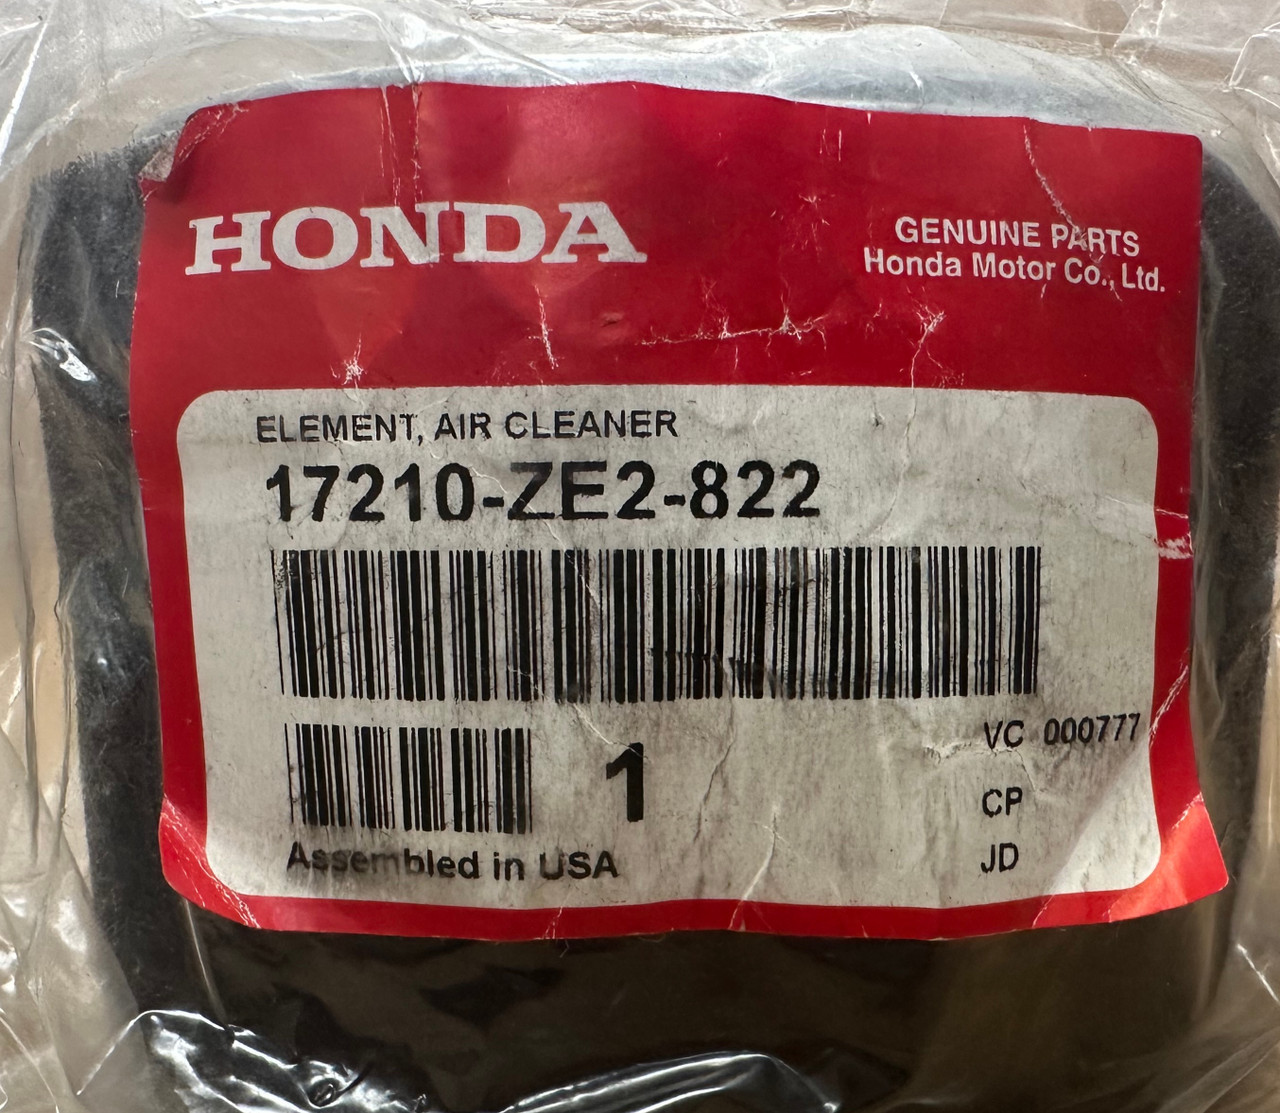 HONDA
GENUINE PARTS
Honda Motor Co., Ltd.
ELEMENT, AIR CLEANER
17210-ZE2-822
1
VC 000777
CP
JD
Assembled in USA